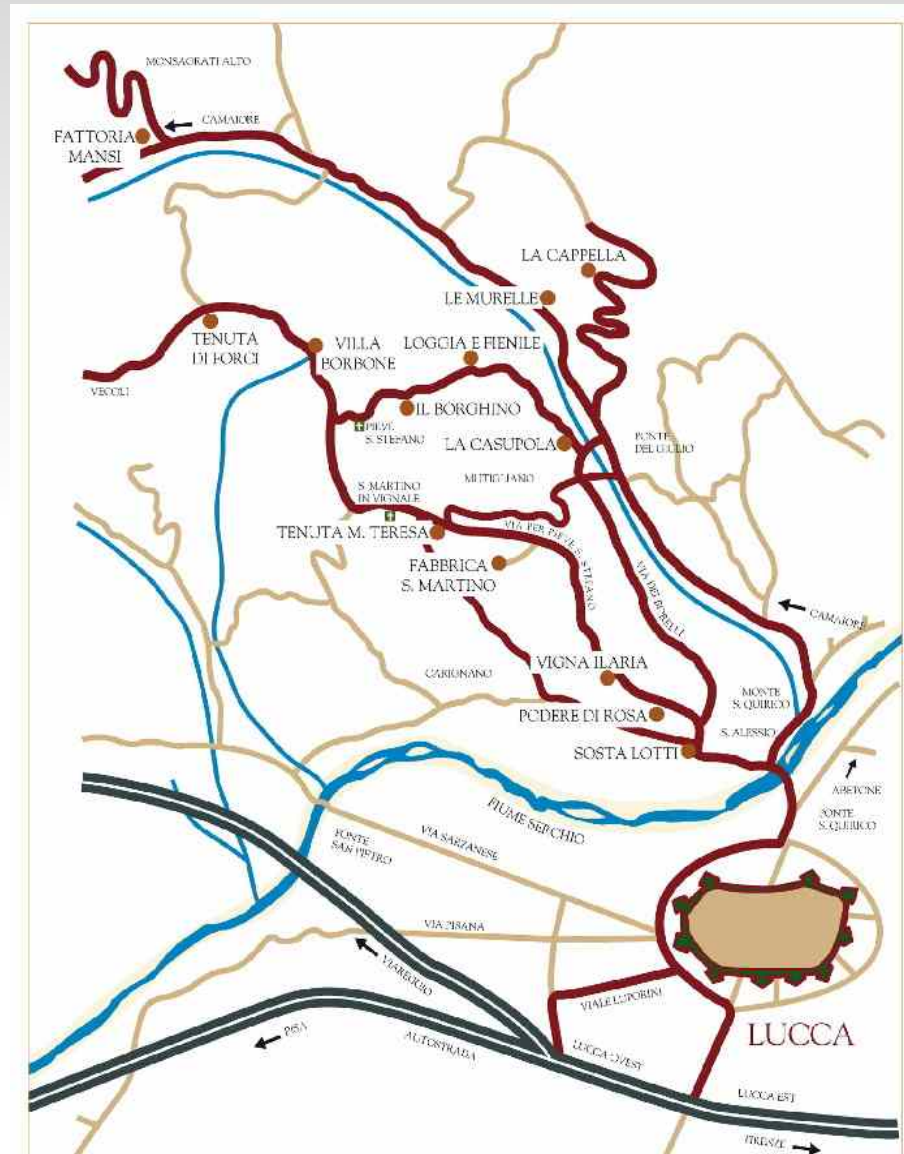 MONSAGRATI ALTO
CAMAIORE
FATTORIA
MANSI
LA CAPPELLA
LE MURELLE
TENUTA
DI FORCI
VILLA
BORBONE
LOGGIA E FIENILE
VECOLI
IL BORGHINO
PIEVE
S. STEFANO
LA CASUPOLA
PONTE
DEL GIULIO
MUTIGLIANO
S. MARTINO
IN VIGNALE
TENUTA M. TERESA
VIA PER PIEVE S. STEFANO
FABBRICA
S. MARTINO
VIA DEI BORELLI
CAMAIORE
CARIGNANO
VIGNA ILARIA
MONTE
S. QUIRICO
PODERE DI ROSA
S. ALESSIO
SOSTA LOTTI
ABETONE
FIUME SERCHIO
PONTE
S. QUIRICO
PONTE
SAN PIETRO
VIA SARZANESE
VIA PISANA
VIAREGGIO
VIALE LUPORINI
PISA
AUTOSTRADA
LUCCA OVEST
LUCCA
LUCCA EST
FIRENZE